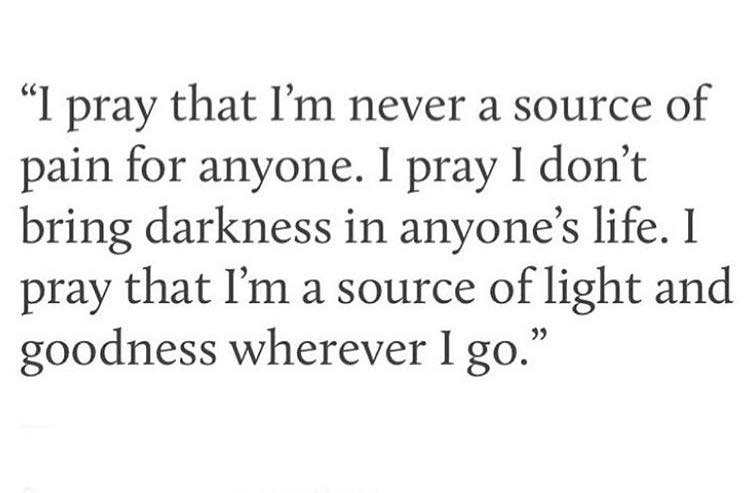 “I pray that I’m never a source of
pain for anyone. I pray I don’t
bring darkness in anyone’s life. I
pray that I’m a source of light and
goodness wherever I go.”